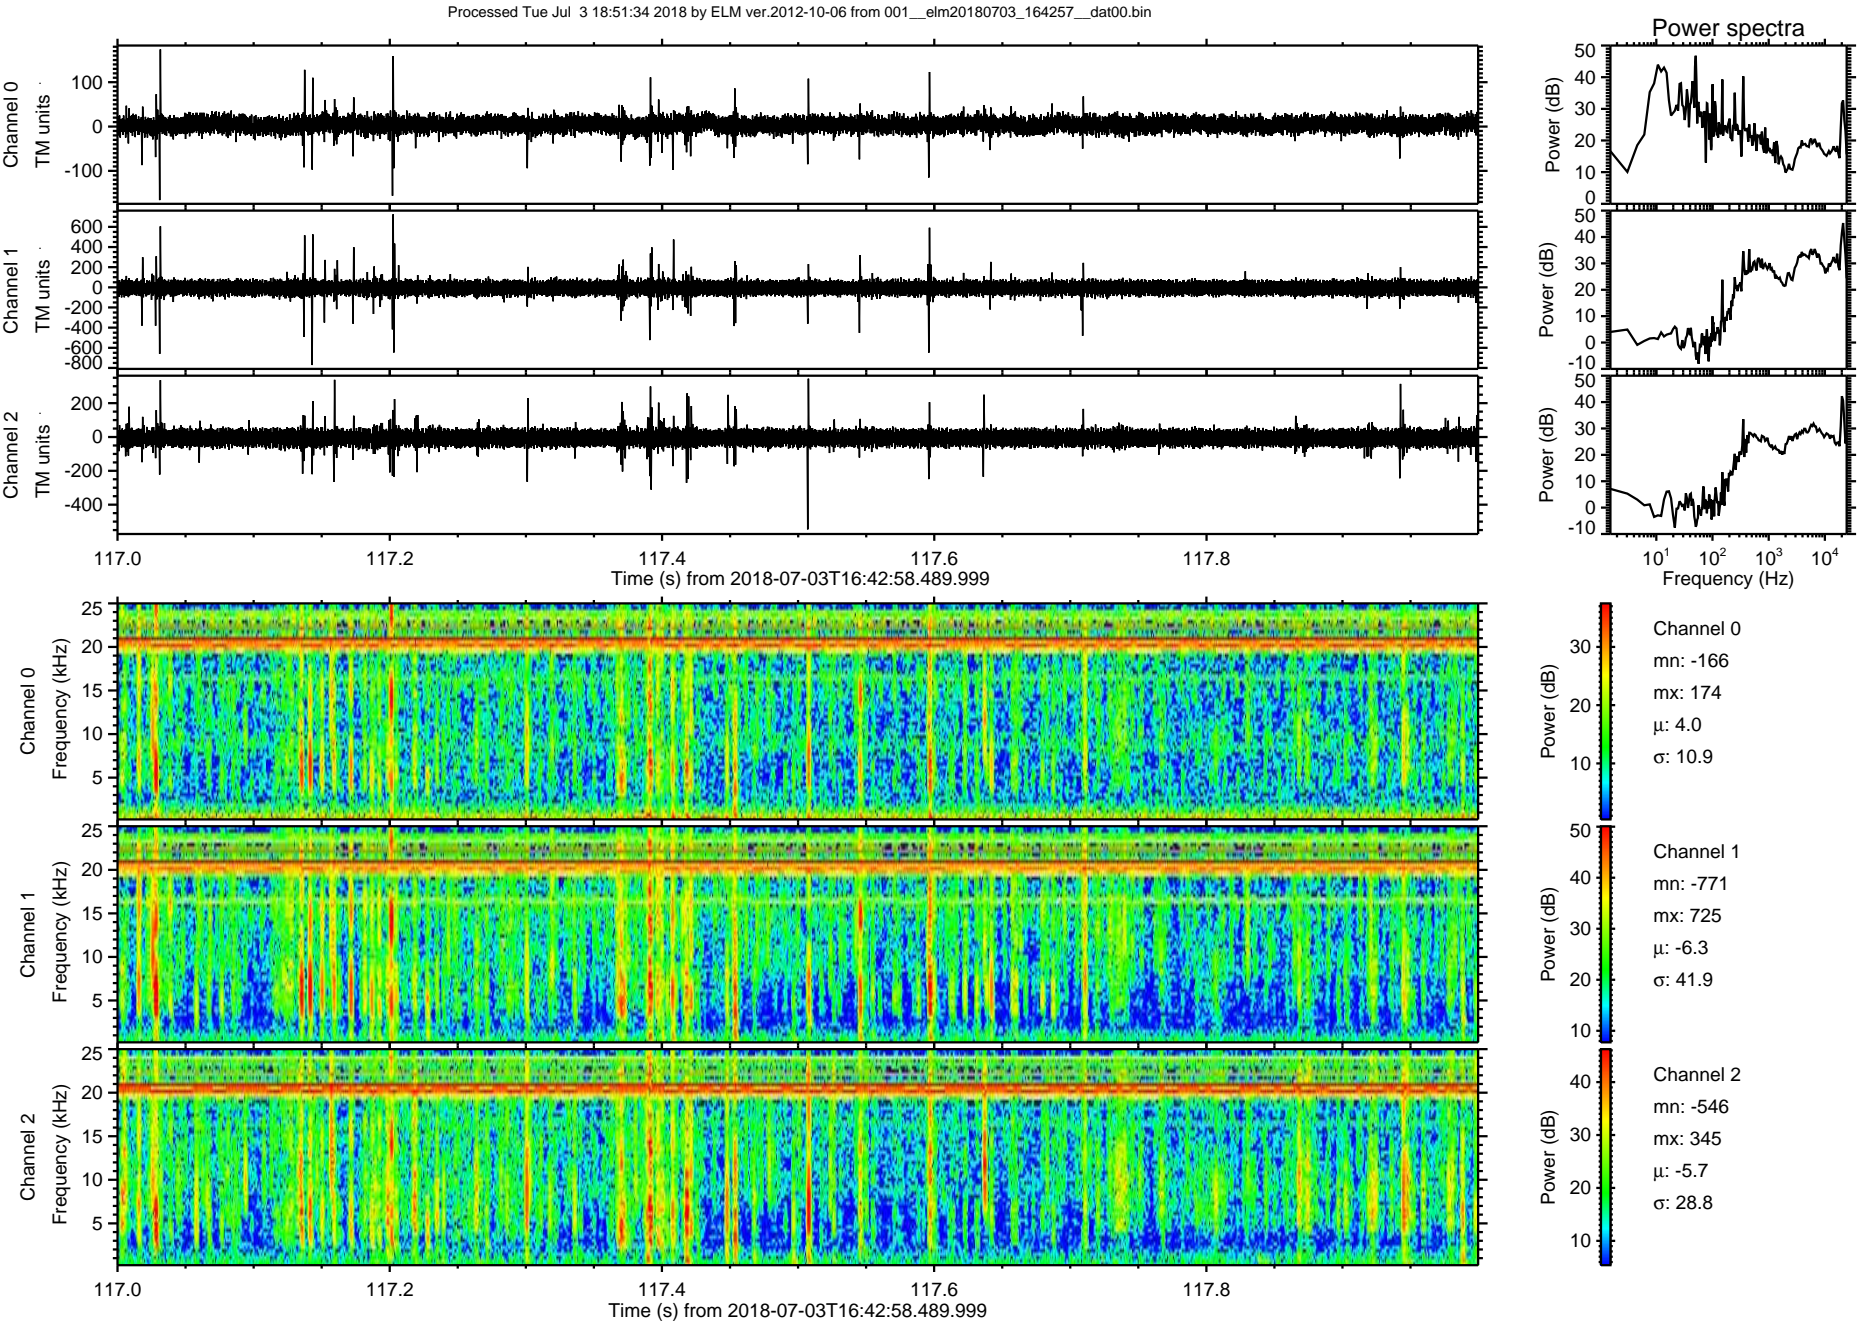 Processed Tue Jul  3 18:51:34 2018 by ELM ver.2012-10-06 from 001__elm20180703_164257__dat00.bin
Power spectra
Channel 0
TM units
100
0
-100
Power (dB)
50
40
30
20
10
0
Channel 1
TM units
600
400
200
0
-200
-400
-600
-800
Power (dB)
50
40
30
20
10
0
-10
Channel 2
TM units
200
0
-200
-400
Power (dB)
50
40
30
20
10
0
-10
117.0 117.2 117.4 117.6 117.8
Time (s) from 2018-07-03T16:42:58.489.999
10^1 10^2 10^3 10^4
Frequency (Hz)
Channel 0
Frequency (kHz)
25
20
15
10
5
Power (dB)
30
20
10
Channel 0
mn: -166
mx: 174
μ: 4.0
σ: 10.9
Channel 1
Frequency (kHz)
25
20
15
10
5
Power (dB)
50
40
30
20
10
Channel 1
mn: -771
mx: 725
μ: -6.3
σ: 41.9
Channel 2
Frequency (kHz)
25
20
15
10
5
Power (dB)
40
30
20
10
Channel 2
mn: -546
mx: 345
μ: -5.7
σ: 28.8
117.0 117.2 117.4 117.6 117.8
Time (s) from 2018-07-03T16:42:58.489.999